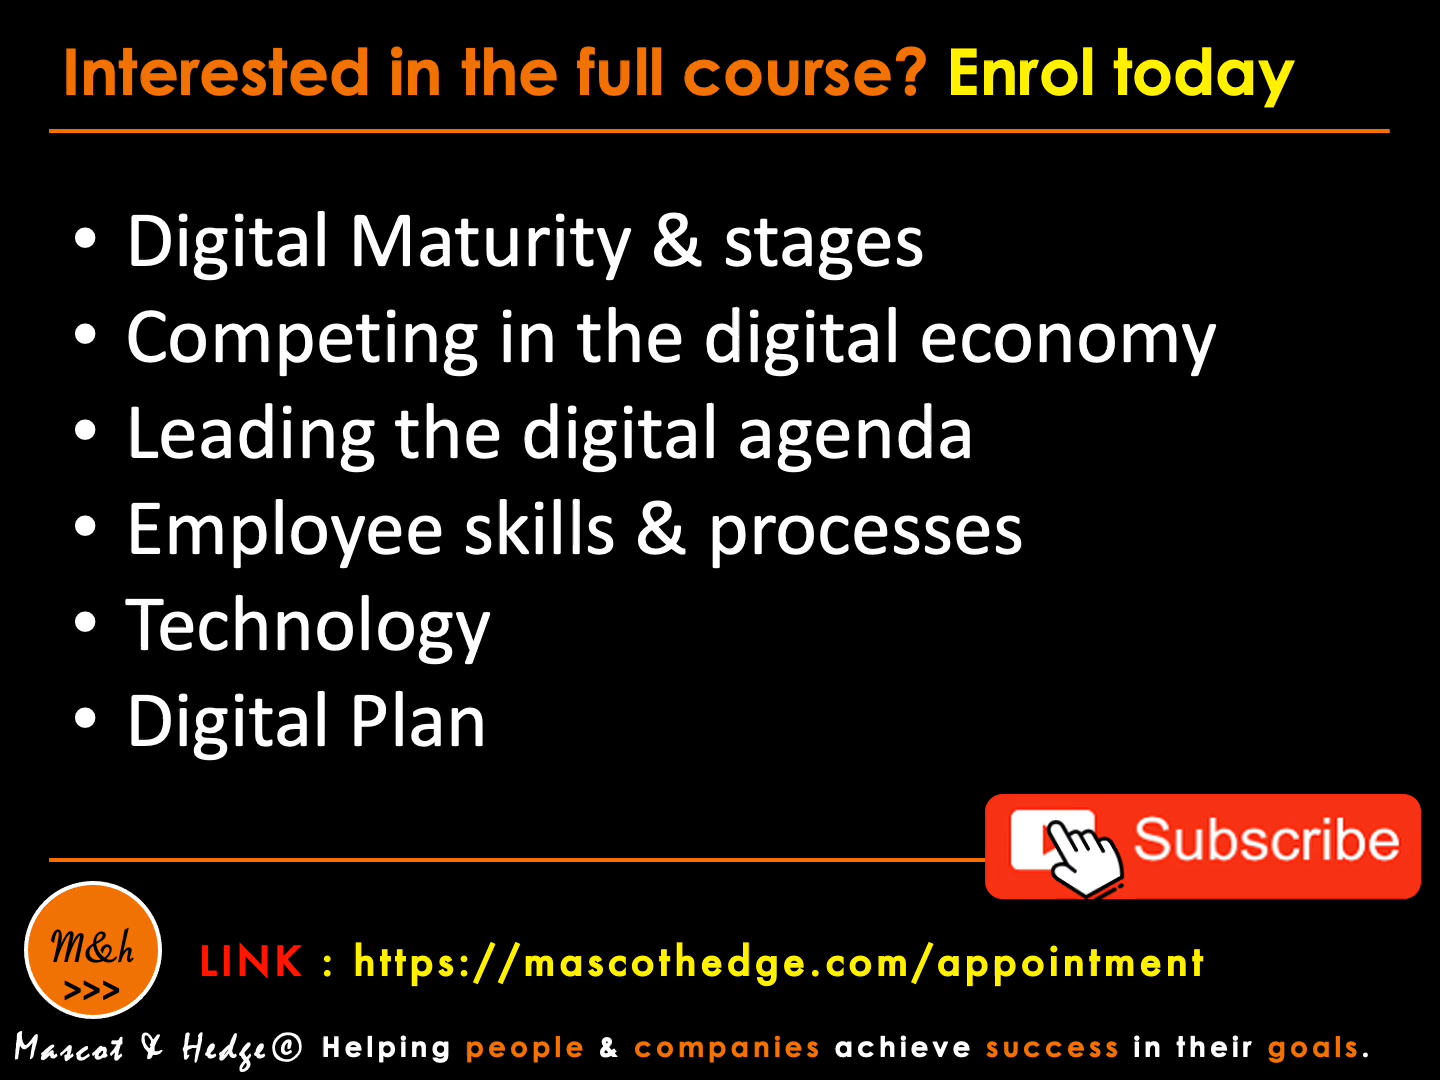 Interested in the full course? Enrol today
• Digital Maturity & stages
• Competing in the digital economy
• Leading the digital agenda
• Employee skills & processes
• Technology
• Digital Plan
Subscribe
M&h
>>>
LINK : https://mascothedge.com/appointment
Mascot & Hedge© Helping people & companies achieve success in their goals.